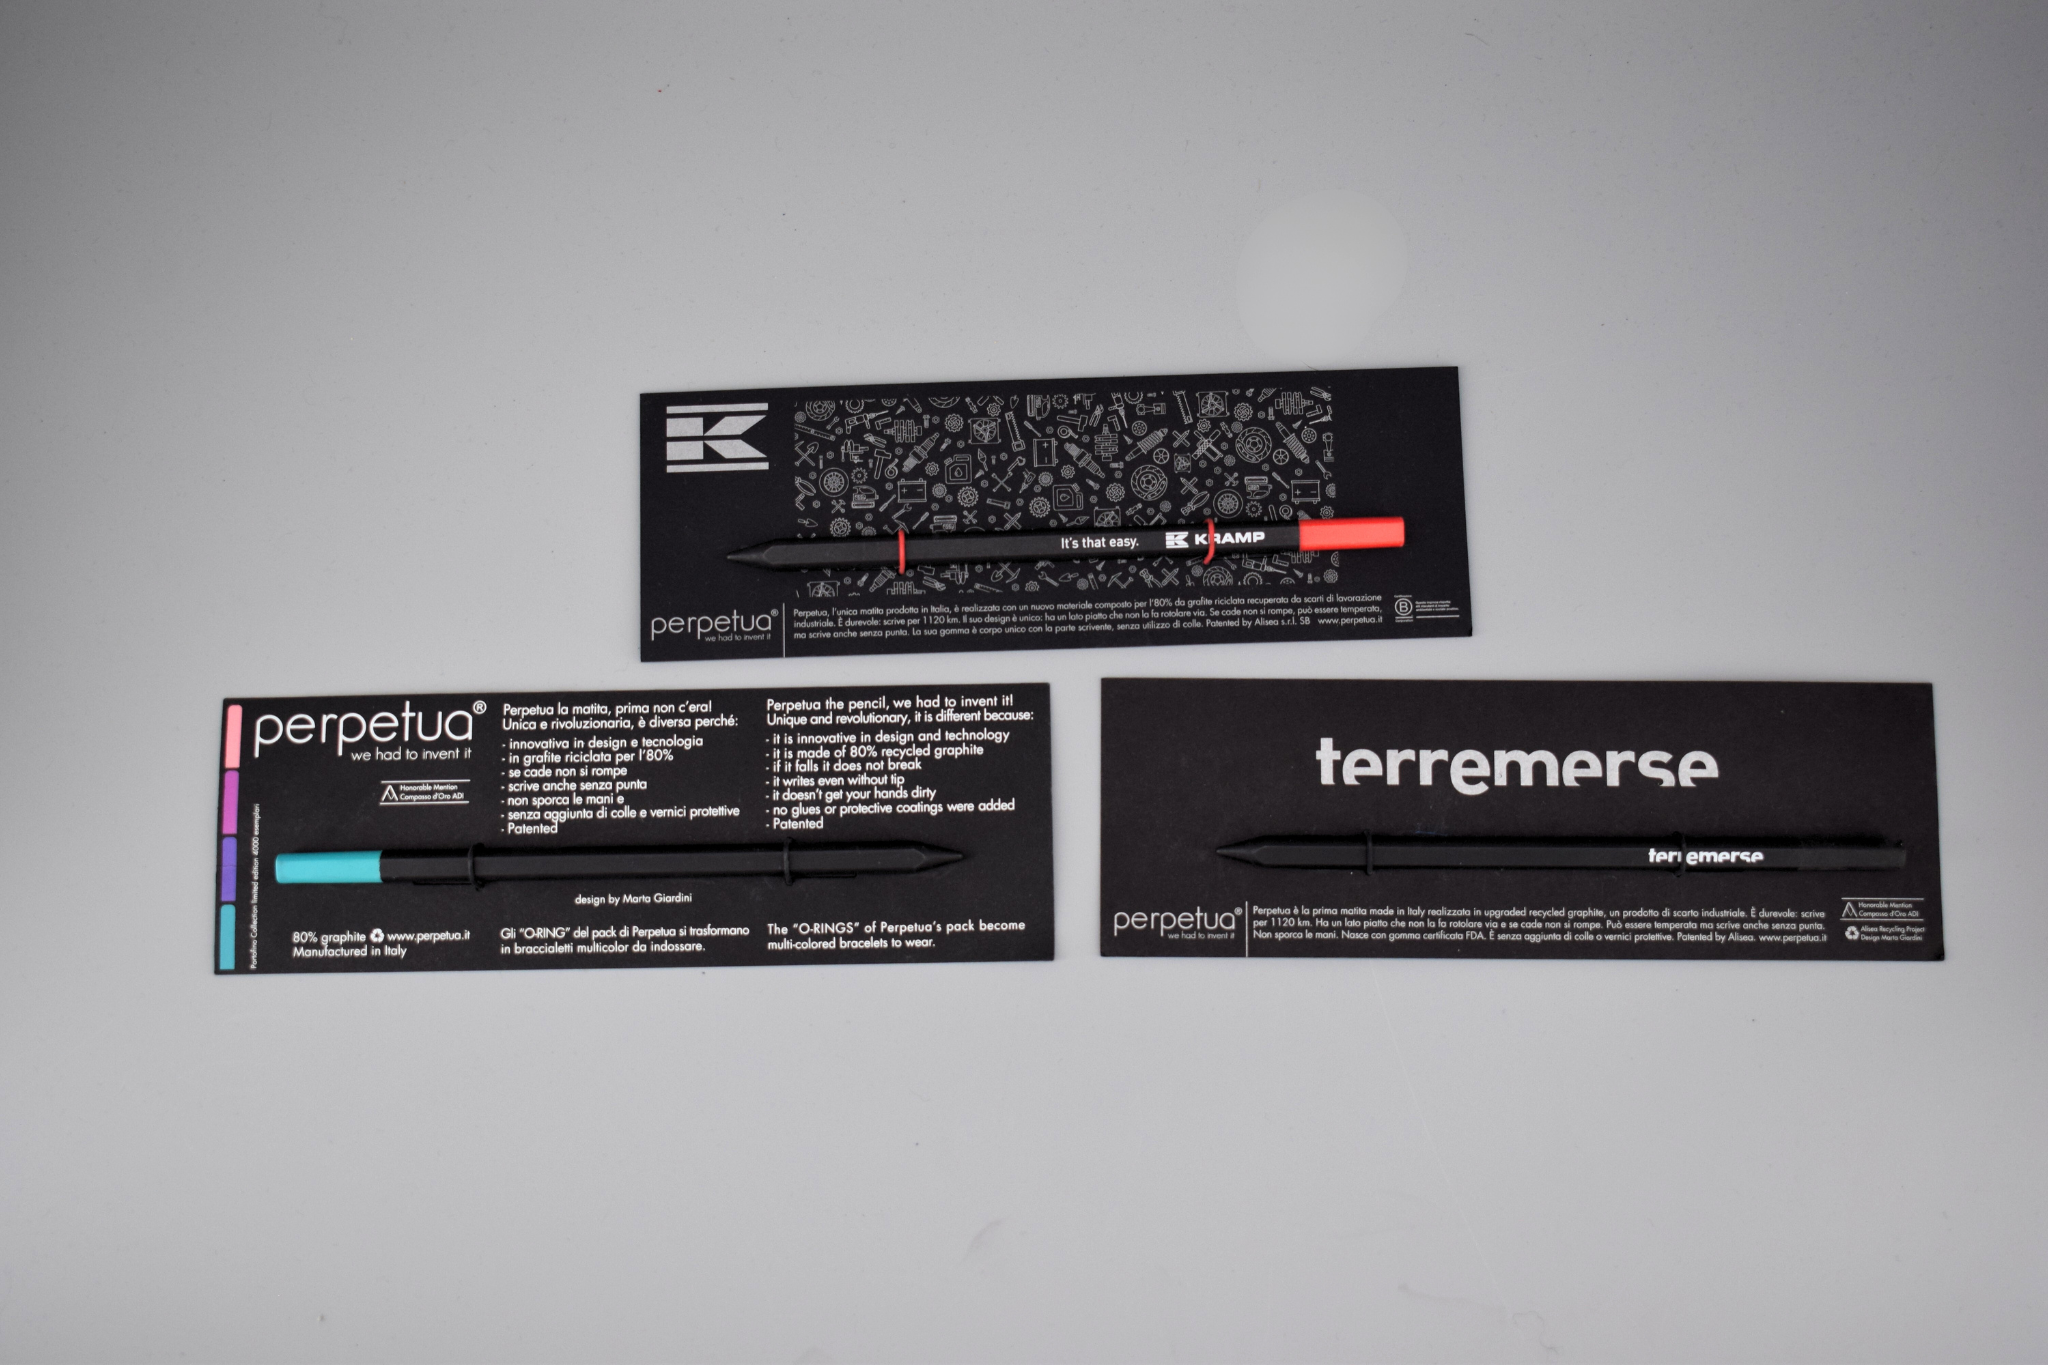 It's that easy. KRAMP
perpetua®
we had to invent it
Perpetua, l'unica matita prodotta in Italia, è realizzata con un nuovo materiale composto per l'80% da grafite riciclata recuperata da scarti di lavorazione
industriale. È durevole: scrive per 1120 km. Il suo design è unico: ha un lato piatto che non la fa rotolare via. Se cade non si rompe, può essere temperata,
ma scrive anche senza punta. La sua gomma è corpo unico con la parte scrivente, senza utilizzo di colle. Patented by Alisea s.r.l. SB www.perpetua.it
B
perpetua®
we had to invent it
Honorable Mention
Compasso d'Oro ADI
Portofino Collection limited edition 4000 esemplari
Perpetua la matita, prima non c'era!
Unica e rivoluzionaria, è diversa perché:
- innovativa in design e tecnologia
- in grafite riciclata per l'80%
- se cade non si rompe
- scrive anche senza punta
- non sporca le mani e
- senza aggiunta di colle e vernici protettive
- Patented
Perpetua the pencil, we had to invent it!
Unique and revolutionary, it is different because:
- it is innovative in design and technology
- it is made of 80% recycled graphite
- if it falls it does not break
- it writes even without tip
- it doesn't get your hands dirty
- no glues or protective coatings were added
- Patented
design by Marta Giardini
80% graphite www.perpetua.it
Manufactured in Italy
Gli "O-RING" del pack di Perpetua si trasformano
in braccialetti multicolor da indossare.
The "O-RINGS" of Perpetua's pack become
multi-colored bracelets to wear.
terremerse
terremerse
perpetua®
we had to invent it
Perpetua è la prima matita made in Italy realizzata in upgraded recycled graphite, un prodotto di scarto industriale. È durevole: scrive
per 1120 km. Ha un lato piatto che non la fa rotolare via e se cade non si rompe. Può essere temperata ma scrive anche senza punta.
Non sporca le mani. Nasce con gomma certificata FDA. È senza aggiunta di colle o vernici protettive. Patented by Alisea. www.perpetua.it
Honorable Mention
Compasso d'Oro ADI
Alisea Recycling Project
Design Marta Giardini